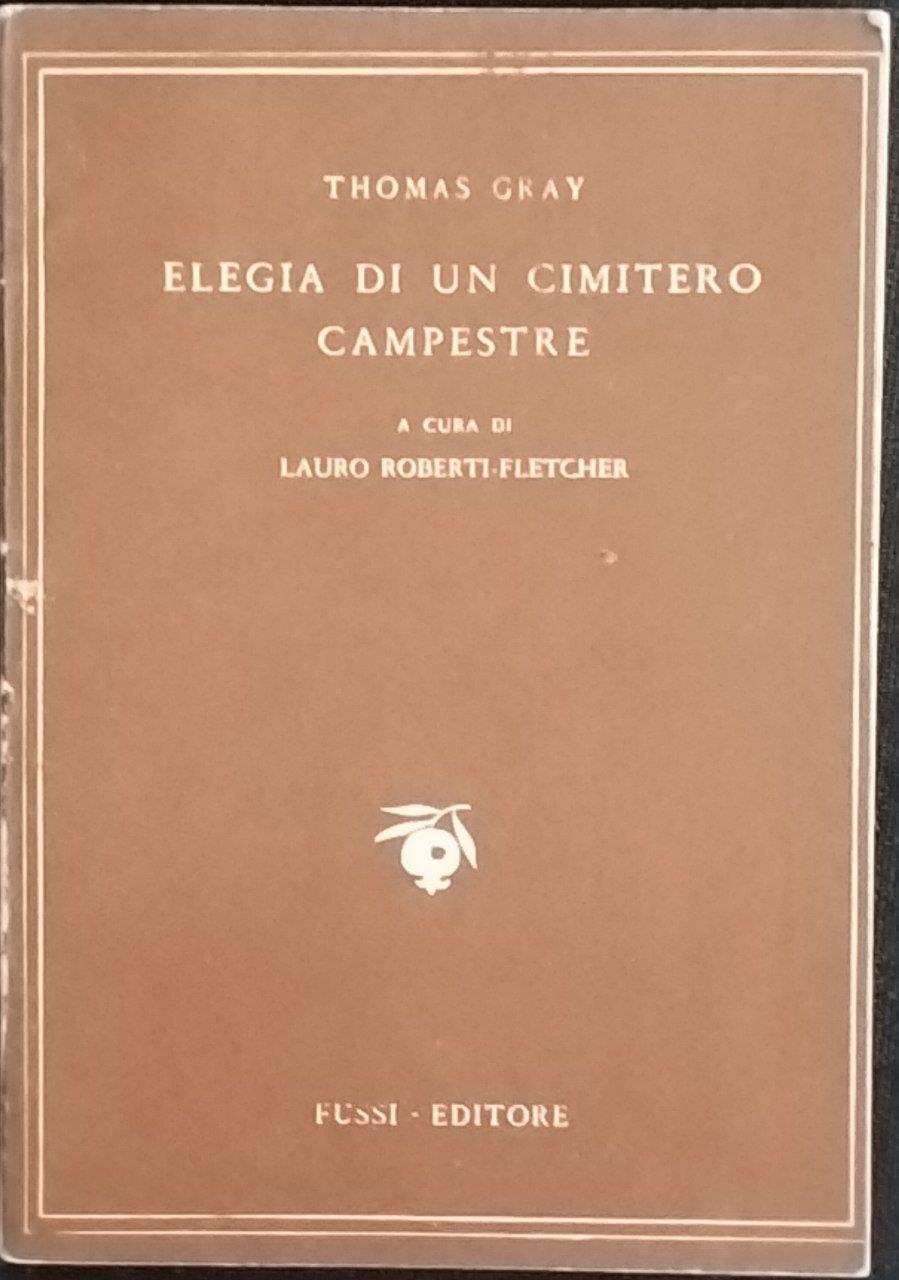 THOMAS GRAY
ELEGIA DI UN CIMITERO
CAMPESTRE
A CURA DI
LAURO ROBERTI-FLETCHER
FUSSI - EDITORE